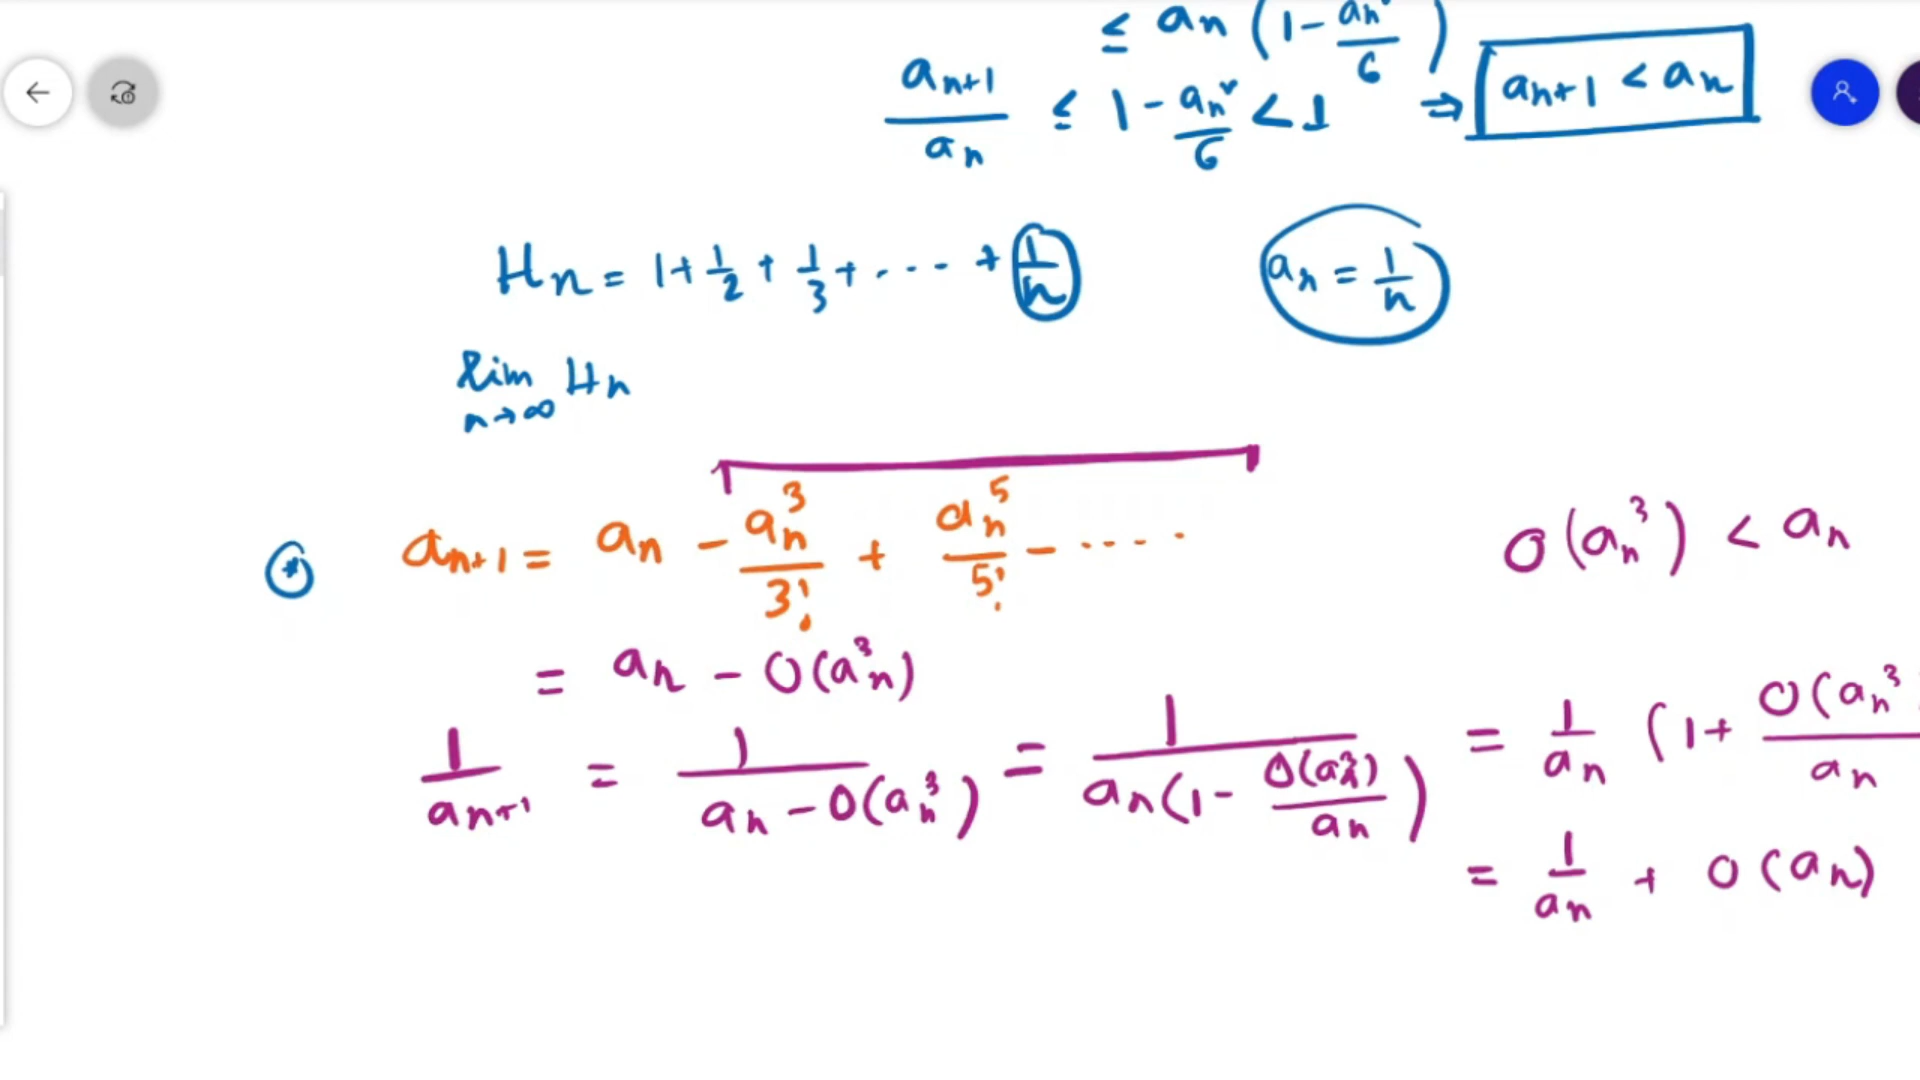 ≤ an (1 - an²/6)
an+1/an ≤ 1 - an²/6 < 1 ⇒ an+1 < an
Hn = 1 + 1/2 + 1/3 + ... + 1/n    an = 1/n
lim n→∞ Hn
* an+1 = an - an³/3! + an⁵/5! - .....    O(an³) < an
= an - O(a³n)
1/an+1 = 1/(an - O(an³)) = 1/(an(1 - O(an³)/an)) = 1/an (1 + O(an³)/an
= 1/an + O(an)